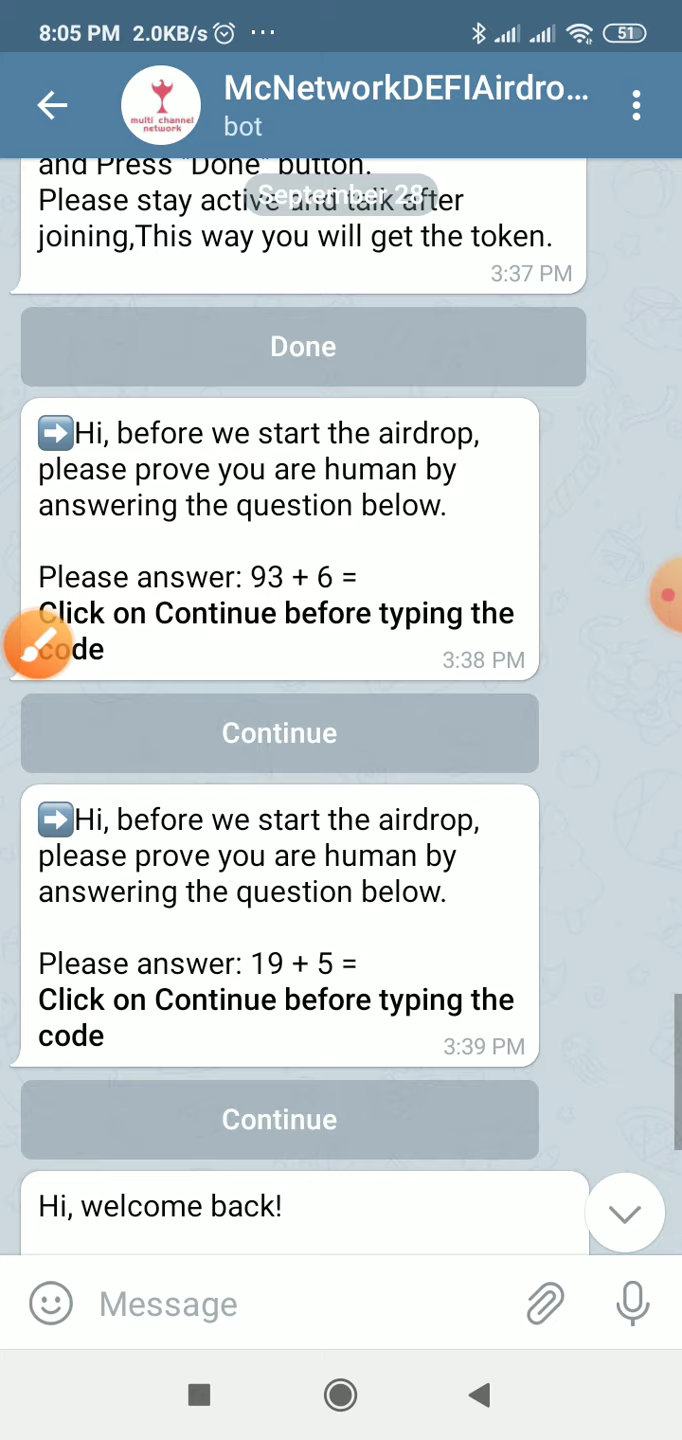 8:05 PM 2.0KB/s ... 51
McNetworkDEFIAirdro...
bot
multi channel
network
and Press "Done" button.
September 28
Please stay active and talk after
joining,This way you will get the token.
3:37 PM
Done
➡️Hi, before we start the airdrop,
please prove you are human by
answering the question below.
Please answer: 93 + 6 =
Click on Continue before typing the
code
3:38 PM
Continue
➡️Hi, before we start the airdrop,
please prove you are human by
answering the question below.
Please answer: 19 + 5 =
Click on Continue before typing the
code
3:39 PM
Continue
Hi, welcome back!
Message